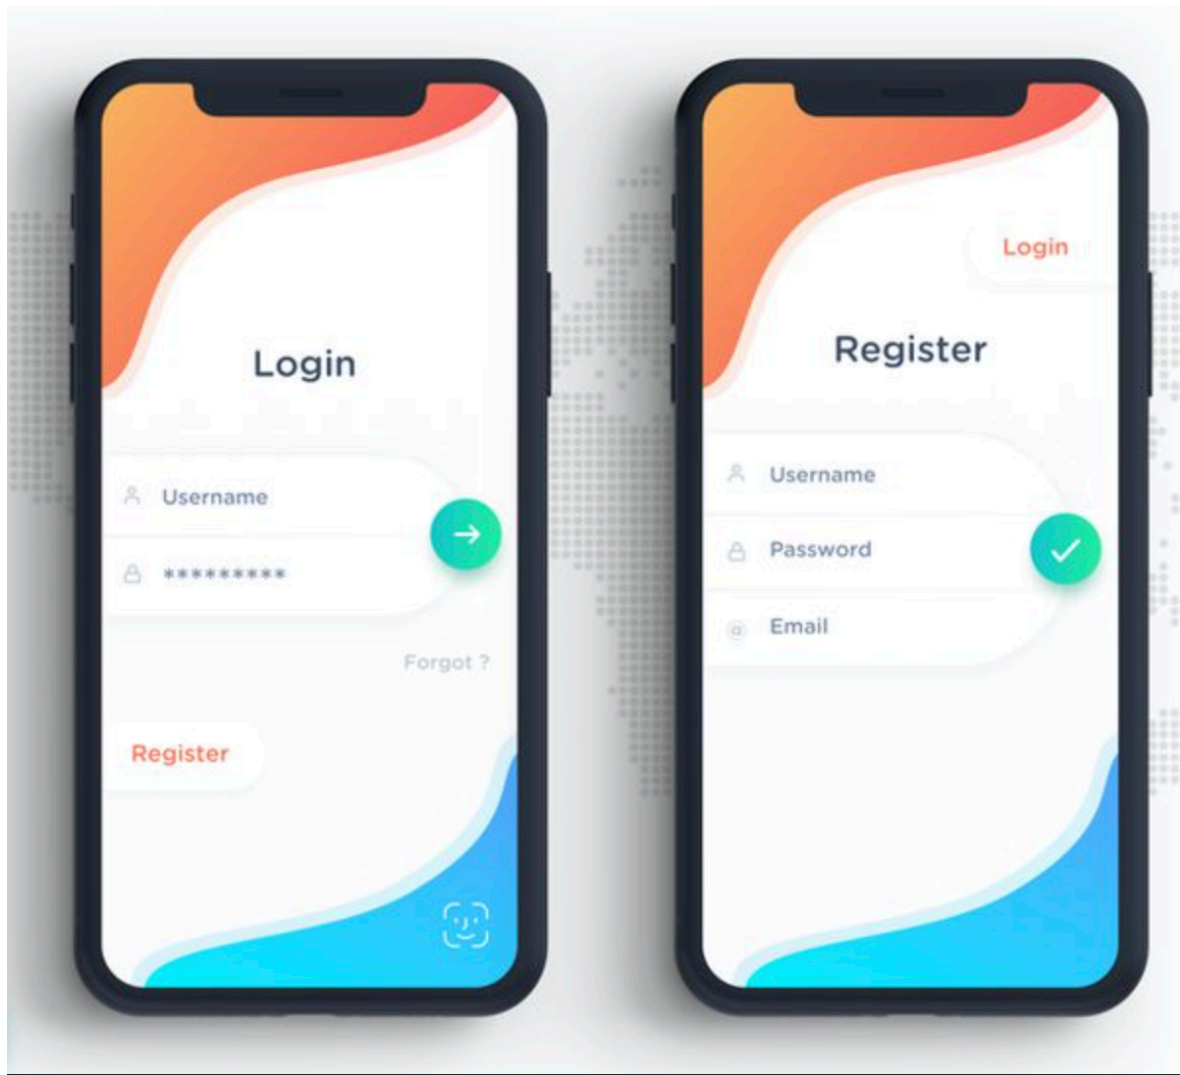 Login
Username
*********
Forgot ?
Register
Login
Register
Username
Password
Email